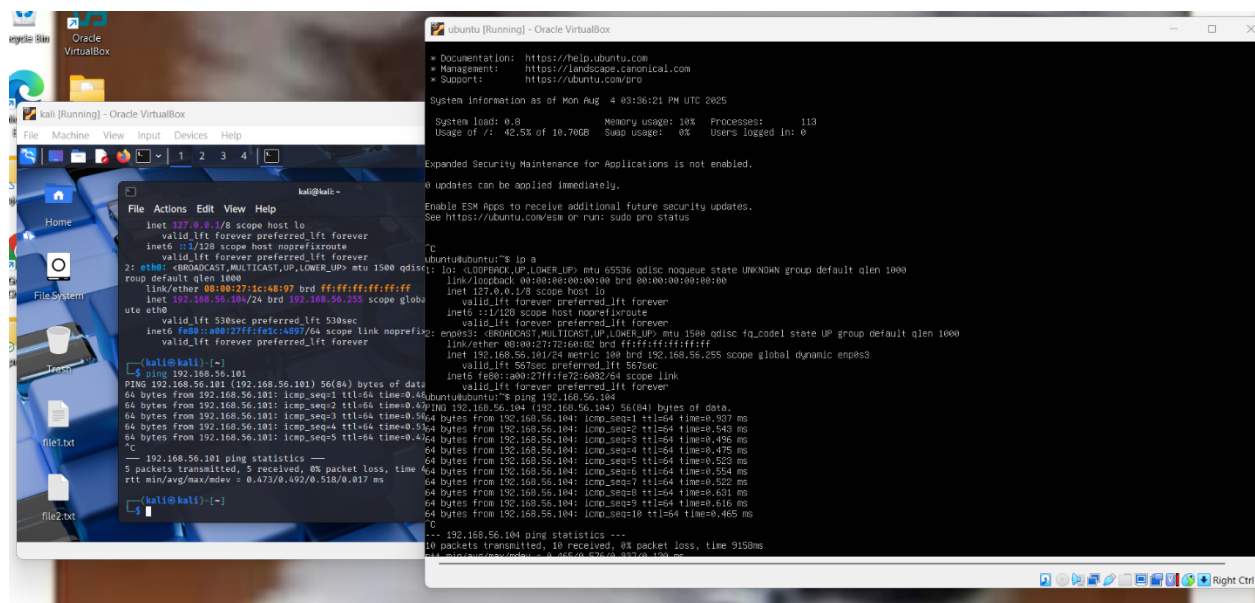 Oracle
VirtualBox
kali [Running] - Oracle VirtualBox
File Machine View Input Devices Help
1 2 3 4
Home
File System
Trash
file1.txt
file2.txt
kali@kali: ~
File Actions Edit View Help
inet 127.0.0.1/8 scope host lo
valid_lft forever preferred_lft forever
inet6 ::1/128 scope host noprefixroute
valid_lft forever preferred_lft forever
2: eth0: <BROADCAST,MULTICAST,UP,LOWER_UP> mtu 1500 qdisc
roup default qlen 1000
link/ether 08:00:27:1c:48:97 brd ff:ff:ff:ff:ff:ff
inet 192.168.56.104/24 brd 192.168.56.255 scope globa
ute eth0
valid_lft 530sec preferred_lft 530sec
inet6 fe80::a00:27ff:fe1c:4897/64 scope link noprefix
valid_lft forever preferred_lft forever
(kali㉿kali)-[~]
$ ping 192.168.56.101
PING 192.168.56.101 (192.168.56.101) 56(84) bytes of data
64 bytes from 192.168.56.101: icmp_seq=1 ttl=64 time=0.48
64 bytes from 192.168.56.101: icmp_seq=2 ttl=64 time=0.47
64 bytes from 192.168.56.101: icmp_seq=3 ttl=64 time=0.50
64 bytes from 192.168.56.101: icmp_seq=4 ttl=64 time=0.51
64 bytes from 192.168.56.101: icmp_seq=5 ttl=64 time=0.47
^C
— 192.168.56.101 ping statistics —
5 packets transmitted, 5 received, 0% packet loss, time 4
rtt min/avg/max/mdev = 0.473/0.492/0.518/0.017 ms
(kali㉿kali)-[~]
$
ubuntu [Running] - Oracle VirtualBox
* Documentation: https://help.ubuntu.com
* Management: https://landscape.canonical.com
* Support: https://ubuntu.com/pro
System information as of Mon Aug 4 03:36:21 PM UTC 2025
System load: 0.8 Memory usage: 10% Processes: 113
Usage of /: 42.5% of 10.70GB Swap usage: 0% Users logged in: 0
Expanded Security Maintenance for Applications is not enabled.
0 updates can be applied immediately.
Enable ESM Apps to receive additional future security updates.
See https://ubuntu.com/esm or run: sudo pro status
^C
ubuntu@ubuntu:~$ ip a
1: lo: <LOOPBACK,UP,LOWER_UP> mtu 65536 qdisc noqueue state UNKNOWN group default qlen 1000
link/loopback 00:00:00:00:00:00 brd 00:00:00:00:00:00
inet 127.0.0.1/8 scope host lo
valid_lft forever preferred_lft forever
inet6 ::1/128 scope host noprefixroute
valid_lft forever preferred_lft forever
2: enp0s3: <BROADCAST,MULTICAST,UP,LOWER_UP> mtu 1500 qdisc fq_codel state UP group default qlen 1000
link/ether 08:00:27:72:60:82 brd ff:ff:ff:ff:ff:ff
inet 192.168.56.101/24 metric 100 brd 192.168.56.255 scope global dynamic enp0s3
valid_lft 567sec preferred_lft 567sec
inet6 fe80::a00:27ff:fe72:6082/64 scope link
valid_lft forever preferred_lft forever
ubuntu@ubuntu:~$ ping 192.168.56.104
PING 192.168.56.104 (192.168.56.104) 56(84) bytes of data.
64 bytes from 192.168.56.104: icmp_seq=1 ttl=64 time=0.937 ms
64 bytes from 192.168.56.104: icmp_seq=2 ttl=64 time=0.543 ms
64 bytes from 192.168.56.104: icmp_seq=3 ttl=64 time=0.496 ms
64 bytes from 192.168.56.104: icmp_seq=4 ttl=64 time=0.475 ms
64 bytes from 192.168.56.104: icmp_seq=5 ttl=64 time=0.523 ms
64 bytes from 192.168.56.104: icmp_seq=6 ttl=64 time=0.554 ms
64 bytes from 192.168.56.104: icmp_seq=7 ttl=64 time=0.522 ms
64 bytes from 192.168.56.104: icmp_seq=8 ttl=64 time=0.631 ms
64 bytes from 192.168.56.104: icmp_seq=9 ttl=64 time=0.616 ms
64 bytes from 192.168.56.104: icmp_seq=10 ttl=64 time=0.465 ms
^C
--- 192.168.56.104 ping statistics ---
10 packets transmitted, 10 received, 0% packet loss, time 9158ms
Right Ctrl